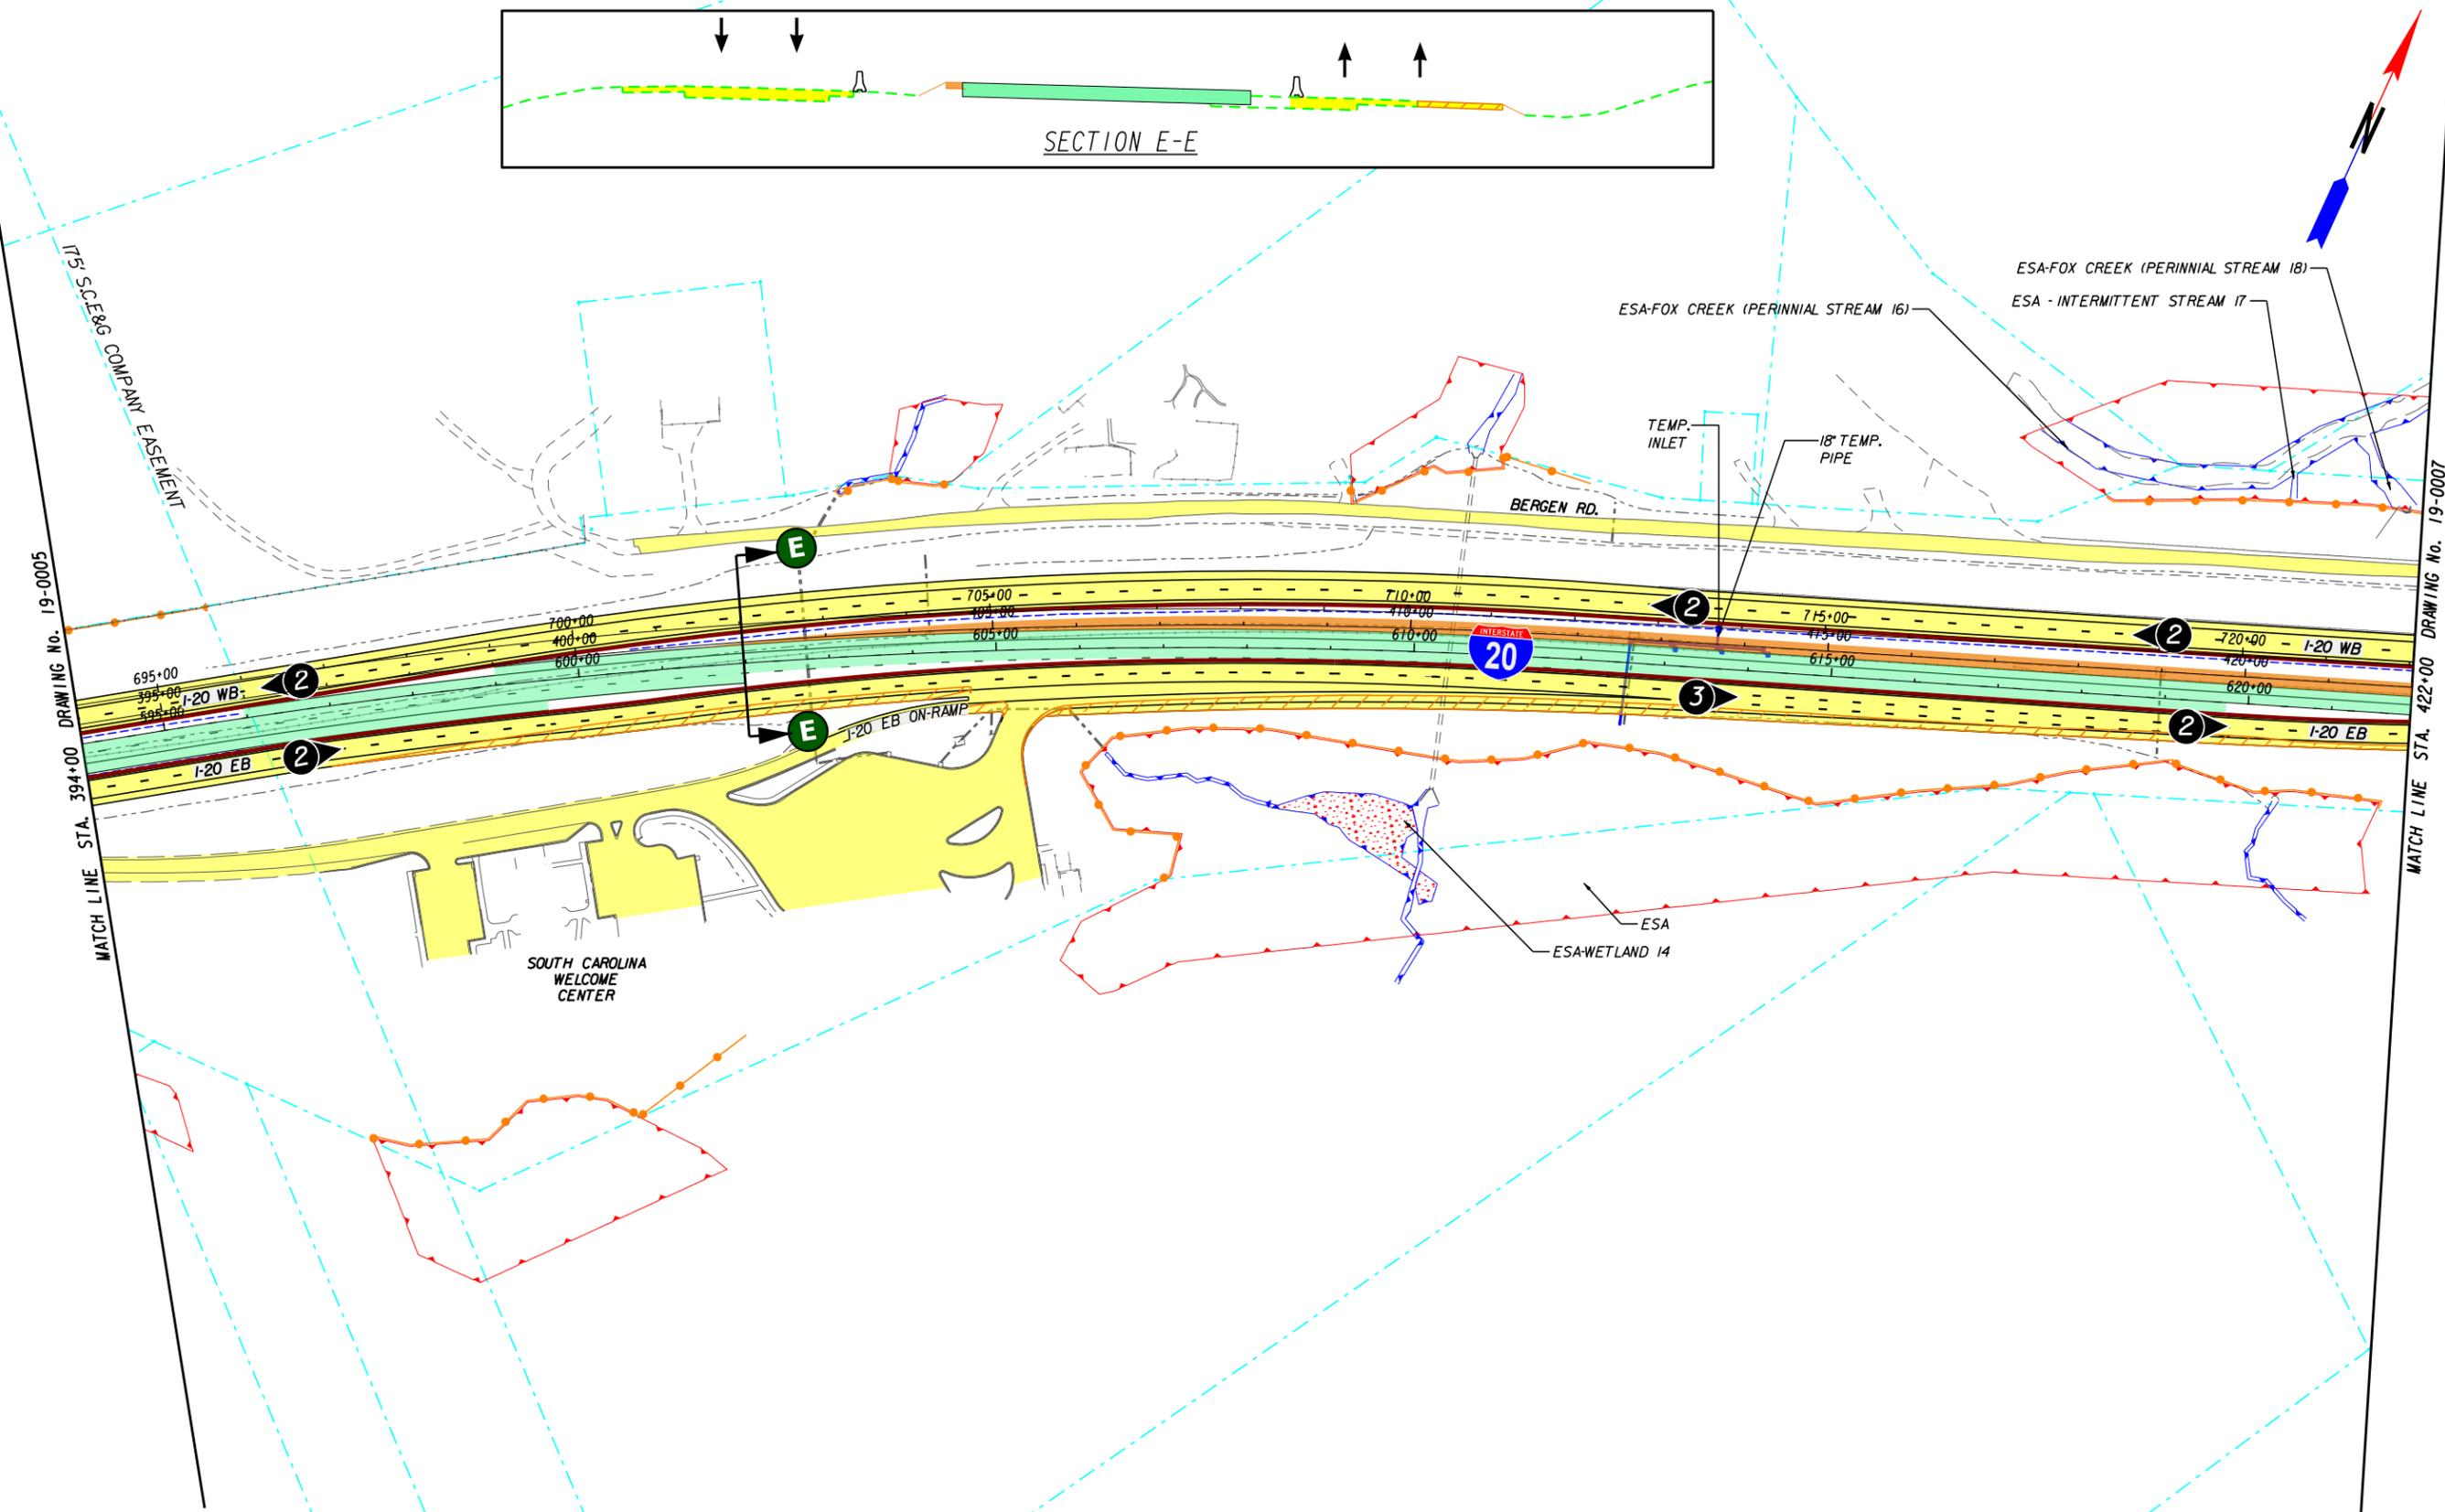 SECTION E-E
N
175' S.C.E&G COMPANY EASEMENT
ESA-FOX CREEK (PERINNIAL STREAM 18)
ESA - INTERMITTENT STREAM 17
ESA-FOX CREEK (PERINNIAL STREAM 16)
TEMP.
INLET
18" TEMP.
PIPE
BERGEN RD.
E
695+00
700+00
705+00
710+00
715+00
720+00
395+00
400+00
405+00
410+00
415+00
420+00
595+00
600+00
605+00
610+00
615+00
620+00
I-20 WB
2
2
2
I-20 WB
INTERSTATE
20
I-20 EB
2
E
I-20 EB ON-RAMP
3
2
I-20 EB
SOUTH CAROLINA
WELCOME
CENTER
ESA
ESA-WETLAND 14
MATCH LINE STA. 394+00 DRAWING No. 19-0005
MATCH LINE STA. 422+00 DRAWING No. 19-0007